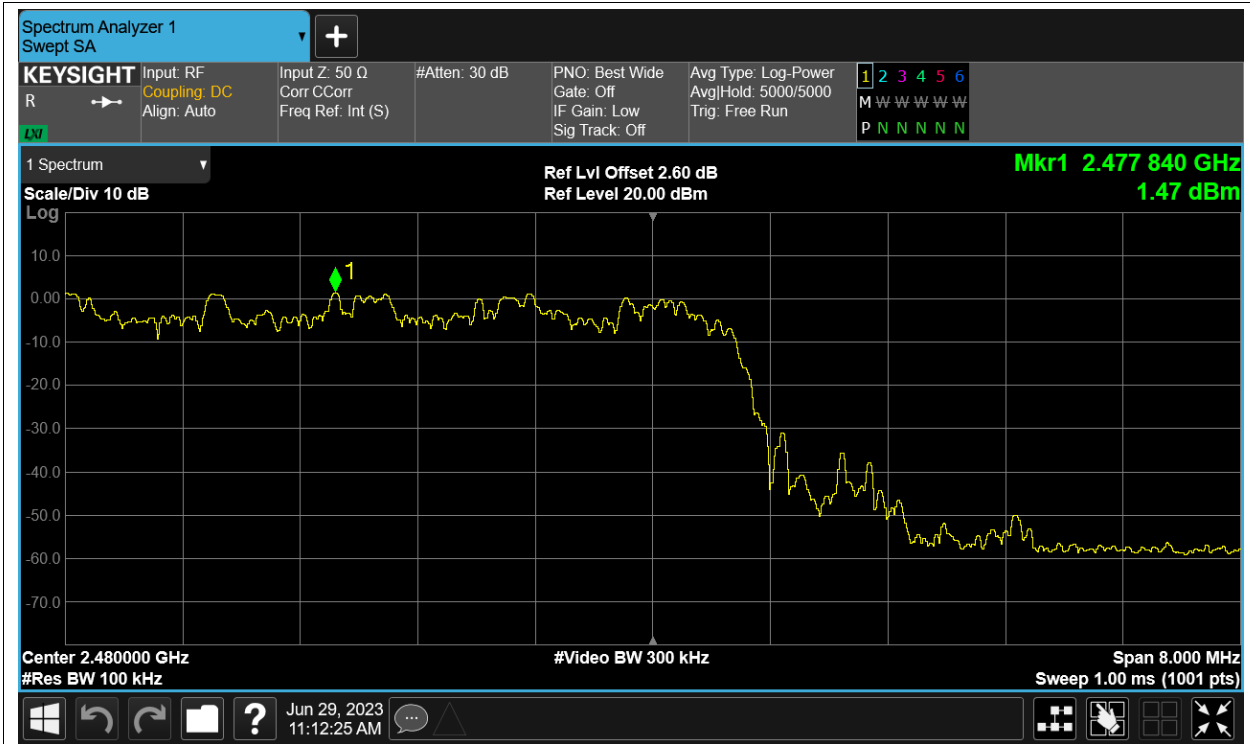 Spectrum Analyzer 1
Swept SA
+
KEYSIGHT
R
LXI
Input: RF
Coupling: DC
Align: Auto
Input Z: 50 Ω
Corr CCorr
Freq Ref: Int (S)
#Atten: 30 dB
PNO: Best Wide
Gate: Off
IF Gain: Low
Sig Track: Off
Avg Type: Log-Power
Avg|Hold: 5000/5000
Trig: Free Run
1 2 3 4 5 6
M W W W W W
P N N N N N
1 Spectrum
Scale/Div 10 dB
Ref Lvl Offset 2.60 dB
Ref Level 20.00 dBm
Mkr1 2.477 840 GHz
1.47 dBm
Log
10.0
0.00
-10.0
-20.0
-30.0
-40.0
-50.0
-60.0
-70.0
1
Center 2.480000 GHz
#Res BW 100 kHz
#Video BW 300 kHz
Span 8.000 MHz
Sweep 1.00 ms (1001 pts)
?
Jun 29, 2023
11:12:25 AM